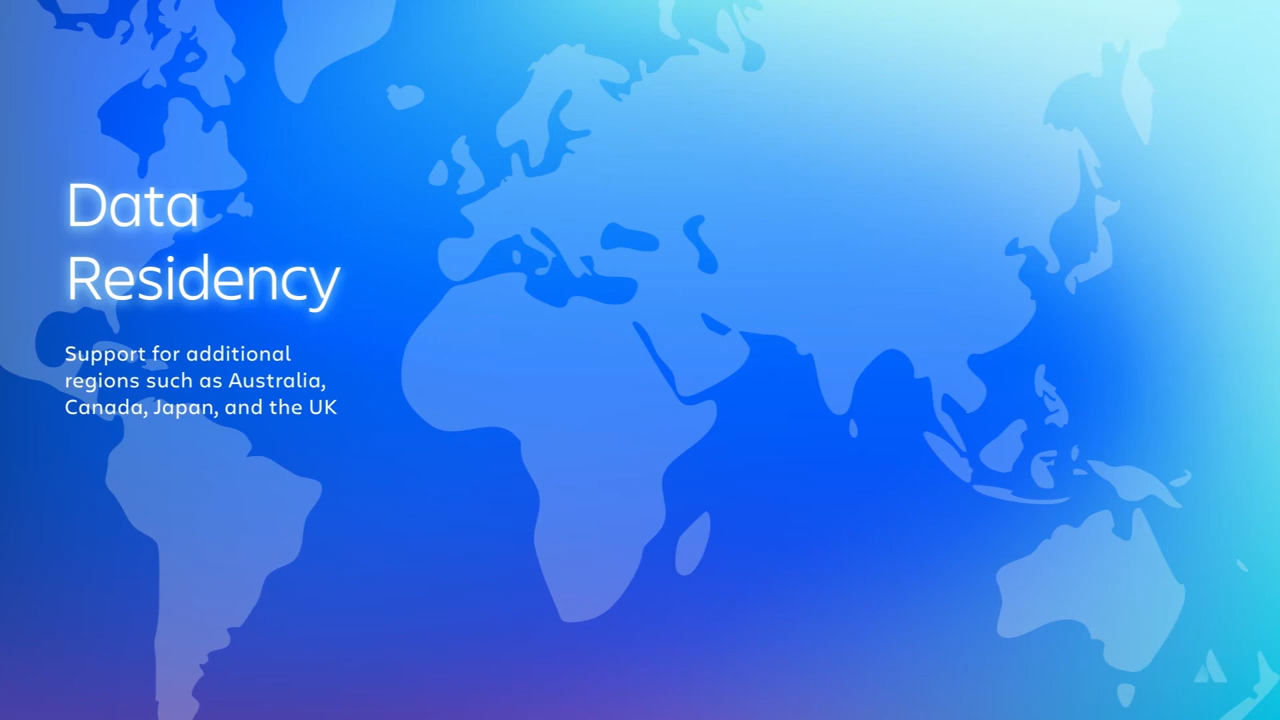 Data
Residency
Support for additional
regions such as Australia,
Canada, Japan, and the UK